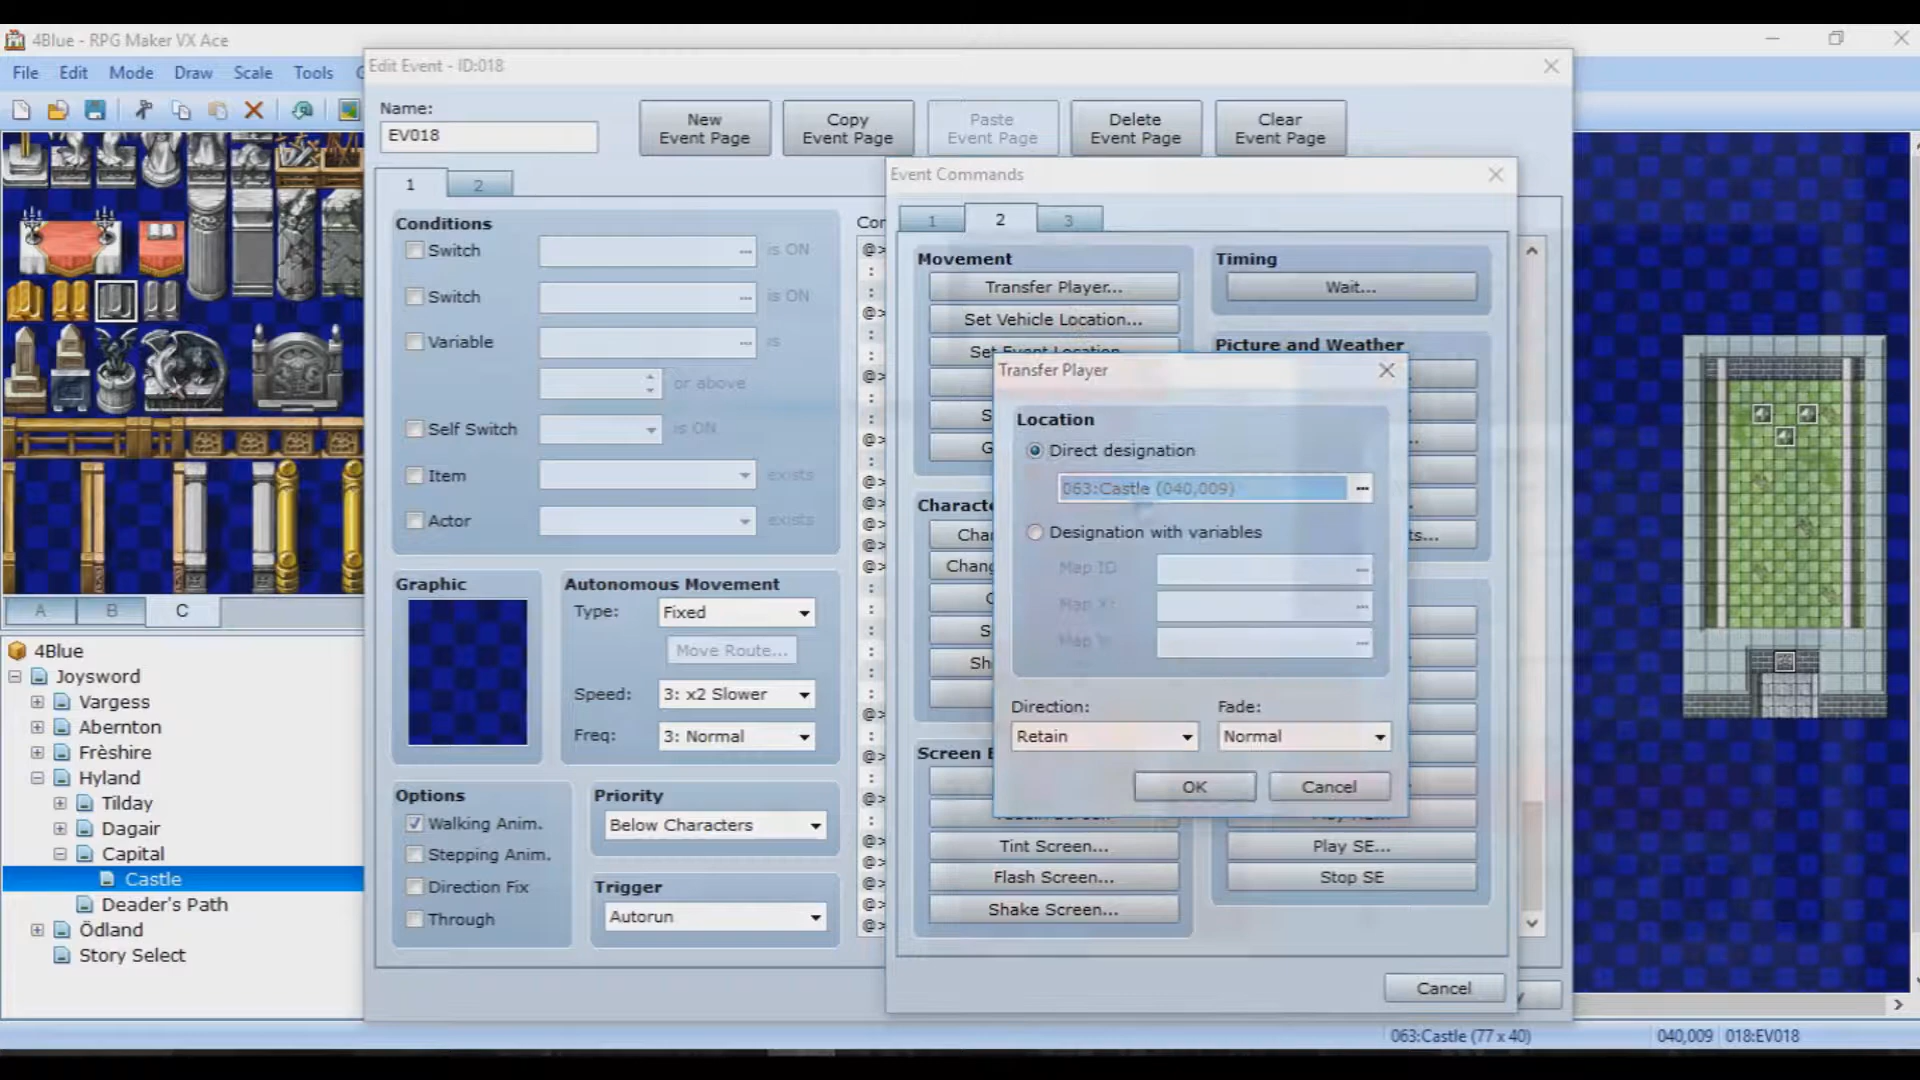 4Blue - RPG Maker VX Ace
File Edit Mode Draw Scale Tools
Edit Event - ID:018
Name:
EV018
New Event Page
Copy Event Page
Paste Event Page
Delete Event Page
Clear Event Page
1 2
Conditions
Switch is ON
Switch is ON
Variable is
or above
Self Switch is ON
Item exists
Actor exists
Graphic
Autonomous Movement
Type: Fixed
Move Route...
Speed: 3: x2 Slower
Freq: 3: Normal
Options
Walking Anim.
Stepping Anim.
Direction Fix
Through
Priority
Below Characters
Trigger
Autorun
Event Commands
1 2 3
Movement
Transfer Player...
Set Vehicle Location...
Set Event Location
Timing
Wait...
Picture and Weather
Transfer Player
Location
Direct designation
063:Castle (040,009)
Designation with variables
Map ID
Map X:
Map Y:
Direction: Fade:
Retain Normal
OK Cancel
Tint Screen...
Flash Screen...
Shake Screen...
Play SE...
Stop SE
Cancel
A B C
4Blue
Joysword
Vargess
Abernton
Frèshire
Hyland
Tilday
Dagair
Capital
Castle
Deader's Path
Ödland
Story Select
063:Castle (77 x 40) 040,009 018:EV018